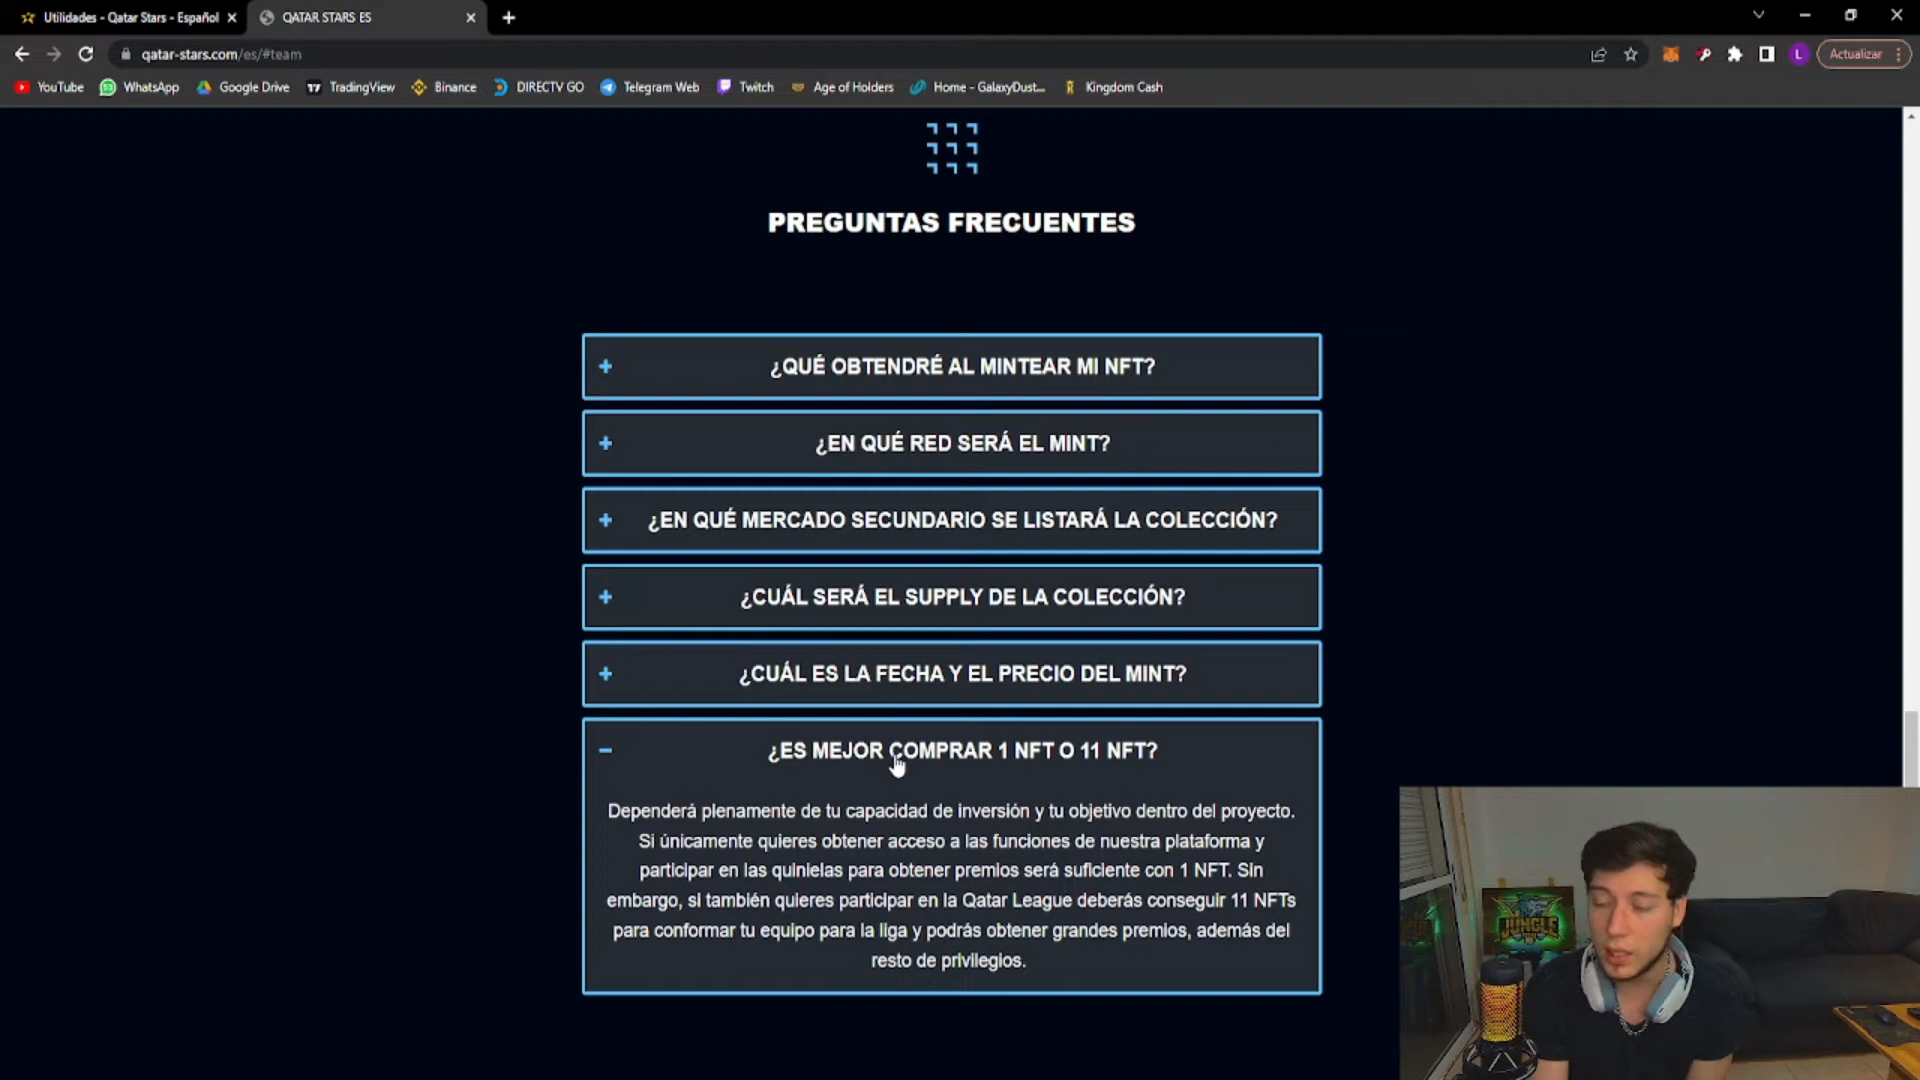 Utilidades - Qatar Stars - Español
QATAR STARS ES
qatar-stars.com/es/#team
L
Actualizar
YouTube
WhatsApp
Google Drive
TradingView
Binance
DIRECTV GO
Telegram Web
Twitch
Age of Holders
Home - GalaxyDust...
Kingdom Cash
PREGUNTAS FRECUENTES
¿QUÉ OBTENDRÉ AL MINTEAR MI NFT?
¿EN QUÉ RED SERÁ EL MINT?
¿EN QUÉ MERCADO SECUNDARIO SE LISTARÁ LA COLECCIÓN?
¿CUÁL SERÁ EL SUPPLY DE LA COLECCIÓN?
¿CUÁL ES LA FECHA Y EL PRECIO DEL MINT?
¿ES MEJOR COMPRAR 1 NFT O 11 NFT?
Dependerá plenamente de tu capacidad de inversión y tu objetivo dentro del proyecto.
Si únicamente quieres obtener acceso a las funciones de nuestra plataforma y
participar en las quinielas para obtener premios será suficiente con 1 NFT. Sin
embargo, si también quieres participar en la Qatar League deberás conseguir 11 NFTs
para conformar tu equipo para la liga y podrás obtener grandes premios, además del
resto de privilegios.
JUNGLE